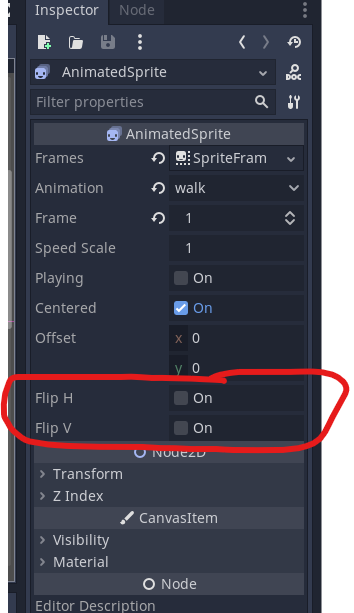 Inspector Node
AnimatedSprite
Filter properties
AnimatedSprite
Frames SpriteFram
Animation walk
Frame 1
Speed Scale 1
Playing On
Centered On
Offset x 0
y 0
Flip H On
Flip V On
Node2D
Transform
Z Index
CanvasItem
Visibility
Material
Node
Editor Description